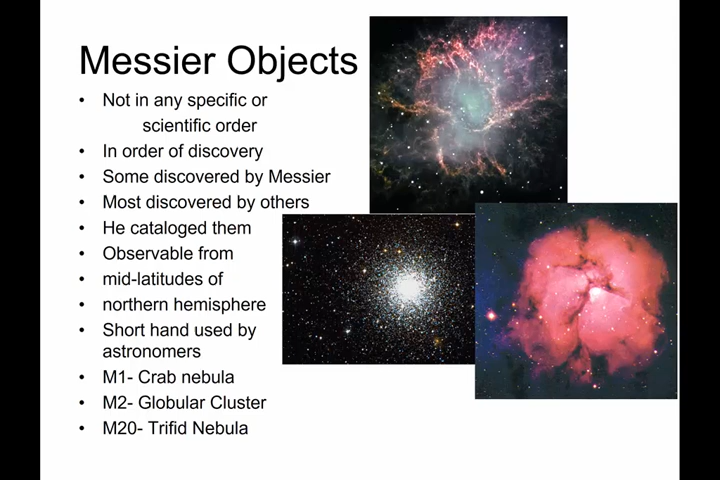 Messier Objects
• Not in any specific or
scientific order
• In order of discovery
• Some discovered by Messier
• Most discovered by others
• He cataloged them
• Observable from
• mid-latitudes of
• northern hemisphere
• Short hand used by
astronomers
• M1- Crab nebula
• M2- Globular Cluster
• M20- Trifid Nebula